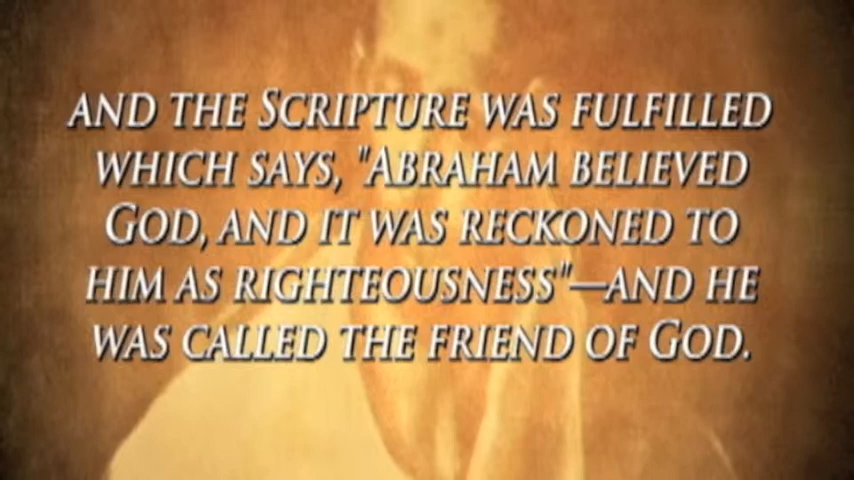 AND THE SCRIPTURE WAS FULFILLED
WHICH SAYS, "ABRAHAM BELIEVED
GOD, AND IT WAS RECKONED TO
HIM AS RIGHTEOUSNESS"—AND HE
WAS CALLED THE FRIEND OF GOD.